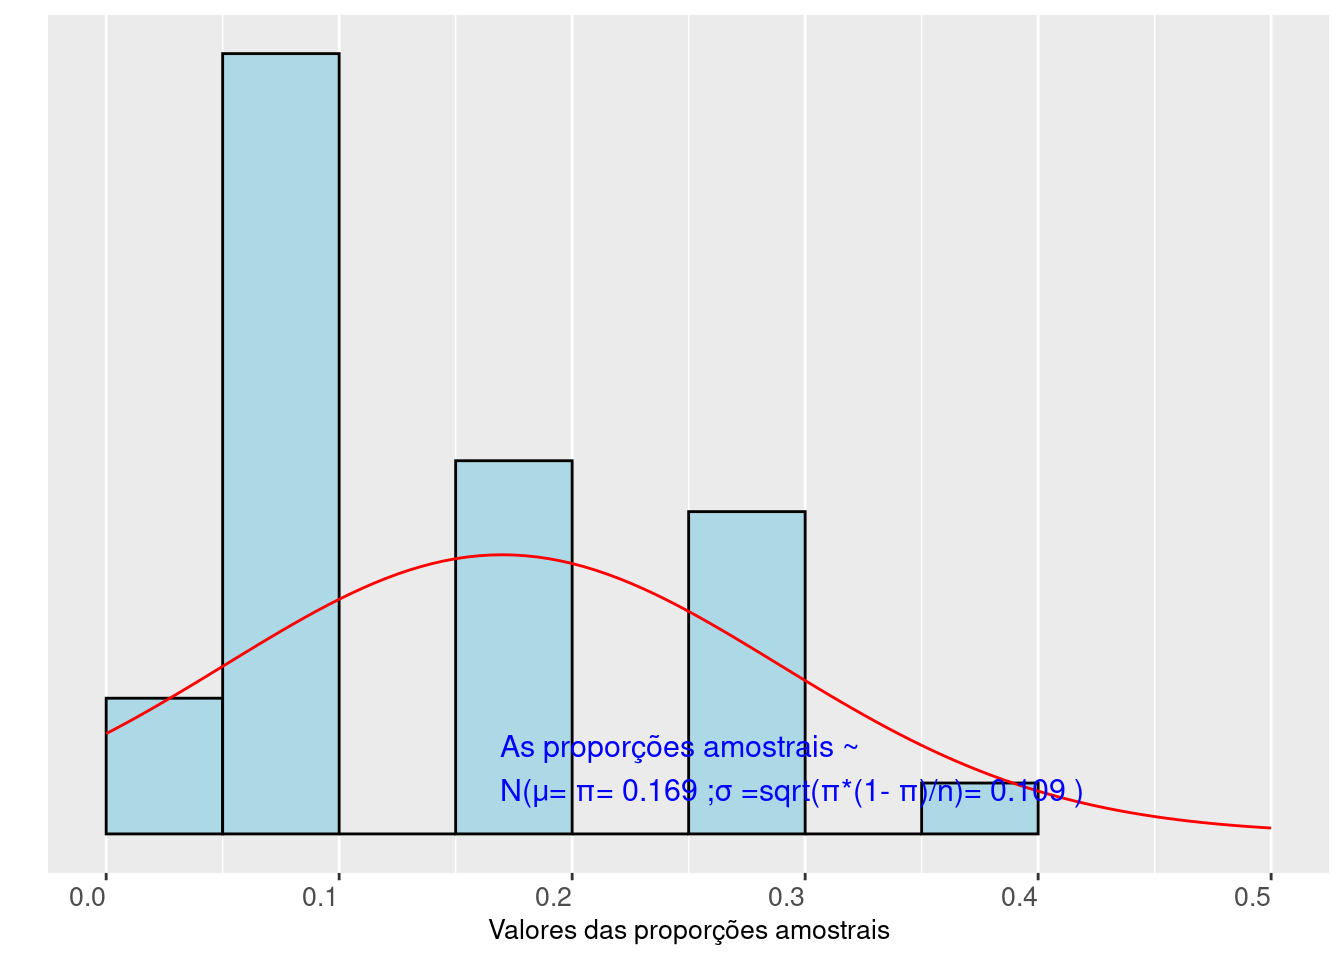 As proporções amostrais ~
N(μ= π= 0.169 ;σ =sqrt(π*(1- π)/n)= 0.109 )
0.0 0.1 0.2 0.3 0.4 0.5
Valores das proporções amostrais